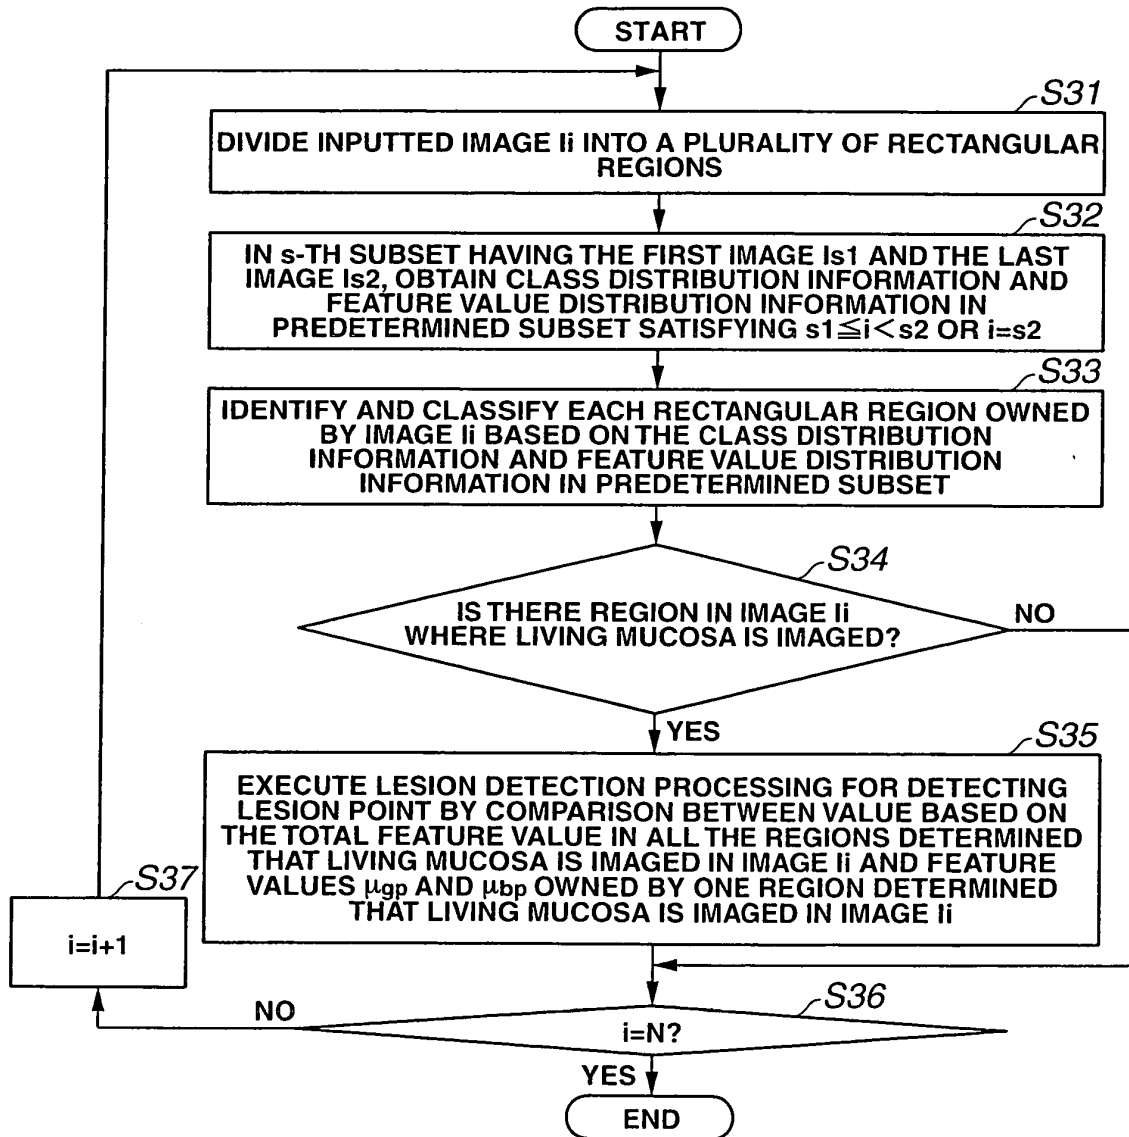 START
S31
DIVIDE INPUTTED IMAGE Ii INTO A PLURALITY OF RECTANGULAR
REGIONS
S32
IN s-TH SUBSET HAVING THE FIRST IMAGE Is1 AND THE LAST
IMAGE Is2, OBTAIN CLASS DISTRIBUTION INFORMATION AND
FEATURE VALUE DISTRIBUTION INFORMATION IN
PREDETERMINED SUBSET SATISFYING s1≦i<s2 OR i=s2
S33
IDENTIFY AND CLASSIFY EACH RECTANGULAR REGION OWNED
BY IMAGE Ii BASED ON THE CLASS DISTRIBUTION
INFORMATION AND FEATURE VALUE DISTRIBUTION
INFORMATION IN PREDETERMINED SUBSET
S34
IS THERE REGION IN IMAGE Ii
WHERE LIVING MUCOSA IS IMAGED?
NO
YES
S35
EXECUTE LESION DETECTION PROCESSING FOR DETECTING
LESION POINT BY COMPARISON BETWEEN VALUE BASED ON
THE TOTAL FEATURE VALUE IN ALL THE REGIONS DETERMINED
THAT LIVING MUCOSA IS IMAGED IN IMAGE Ii AND FEATURE
VALUES μgp AND μbp OWNED BY ONE REGION DETERMINED
THAT LIVING MUCOSA IS IMAGED IN IMAGE Ii
S37
i=i+1
S36
i=N?
NO
YES
END